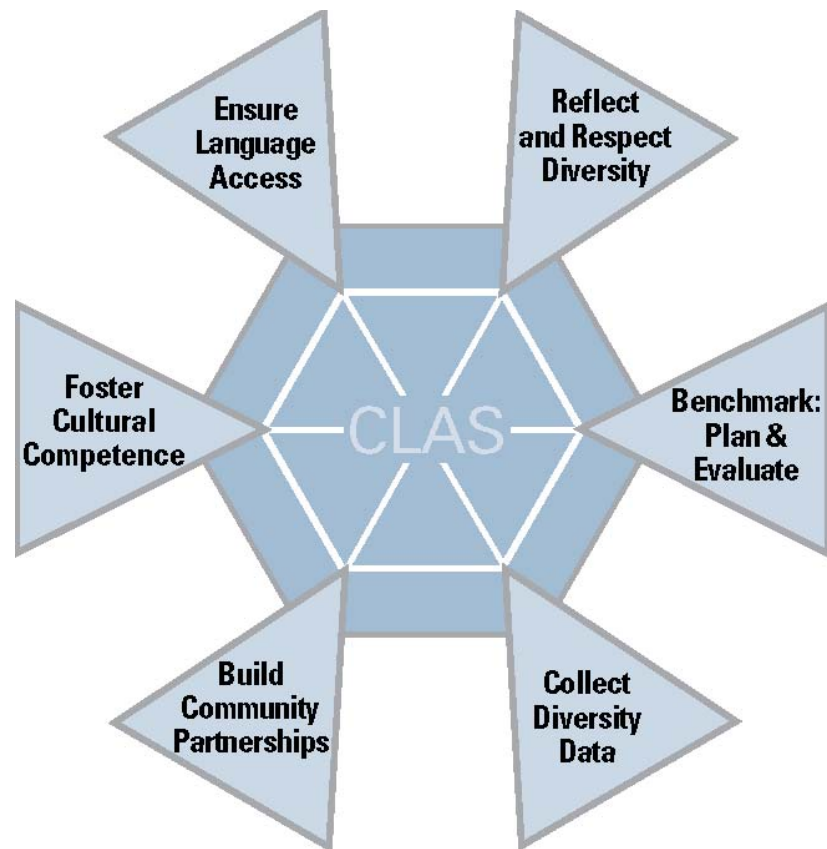 Ensure
Language
Access
Reflect
and Respect
Diversity
Foster
Cultural
Competence
CLAS
Benchmark:
Plan &
Evaluate
Build
Community
Partnerships
Collect
Diversity
Data